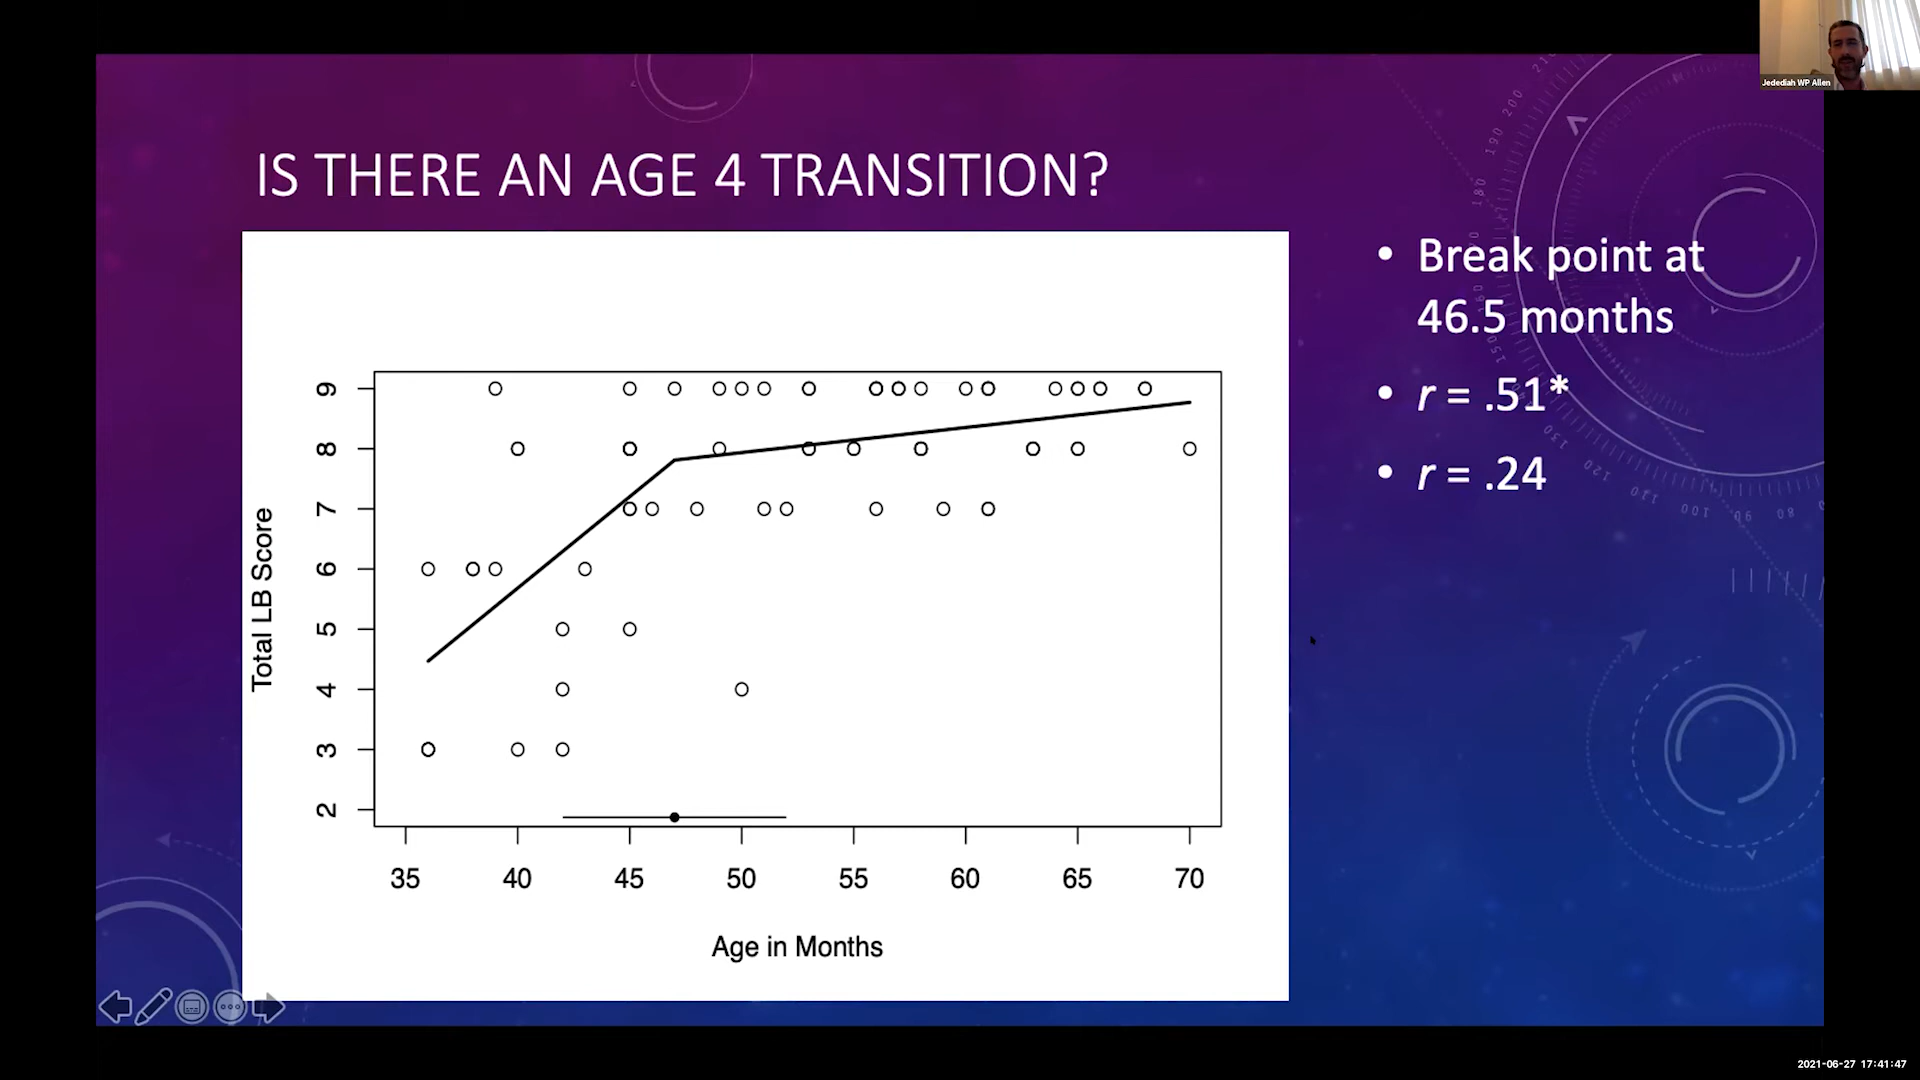 Jedediah WP Allen
IS THERE AN AGE 4 TRANSITION?
• Break point at
46.5 months
• r = .51*
• r = .24
Total LB Score
9
8
7
6
5
4
3
2
35 40 45 50 55 60 65 70
Age in Months
2021-06-27 17:41:47